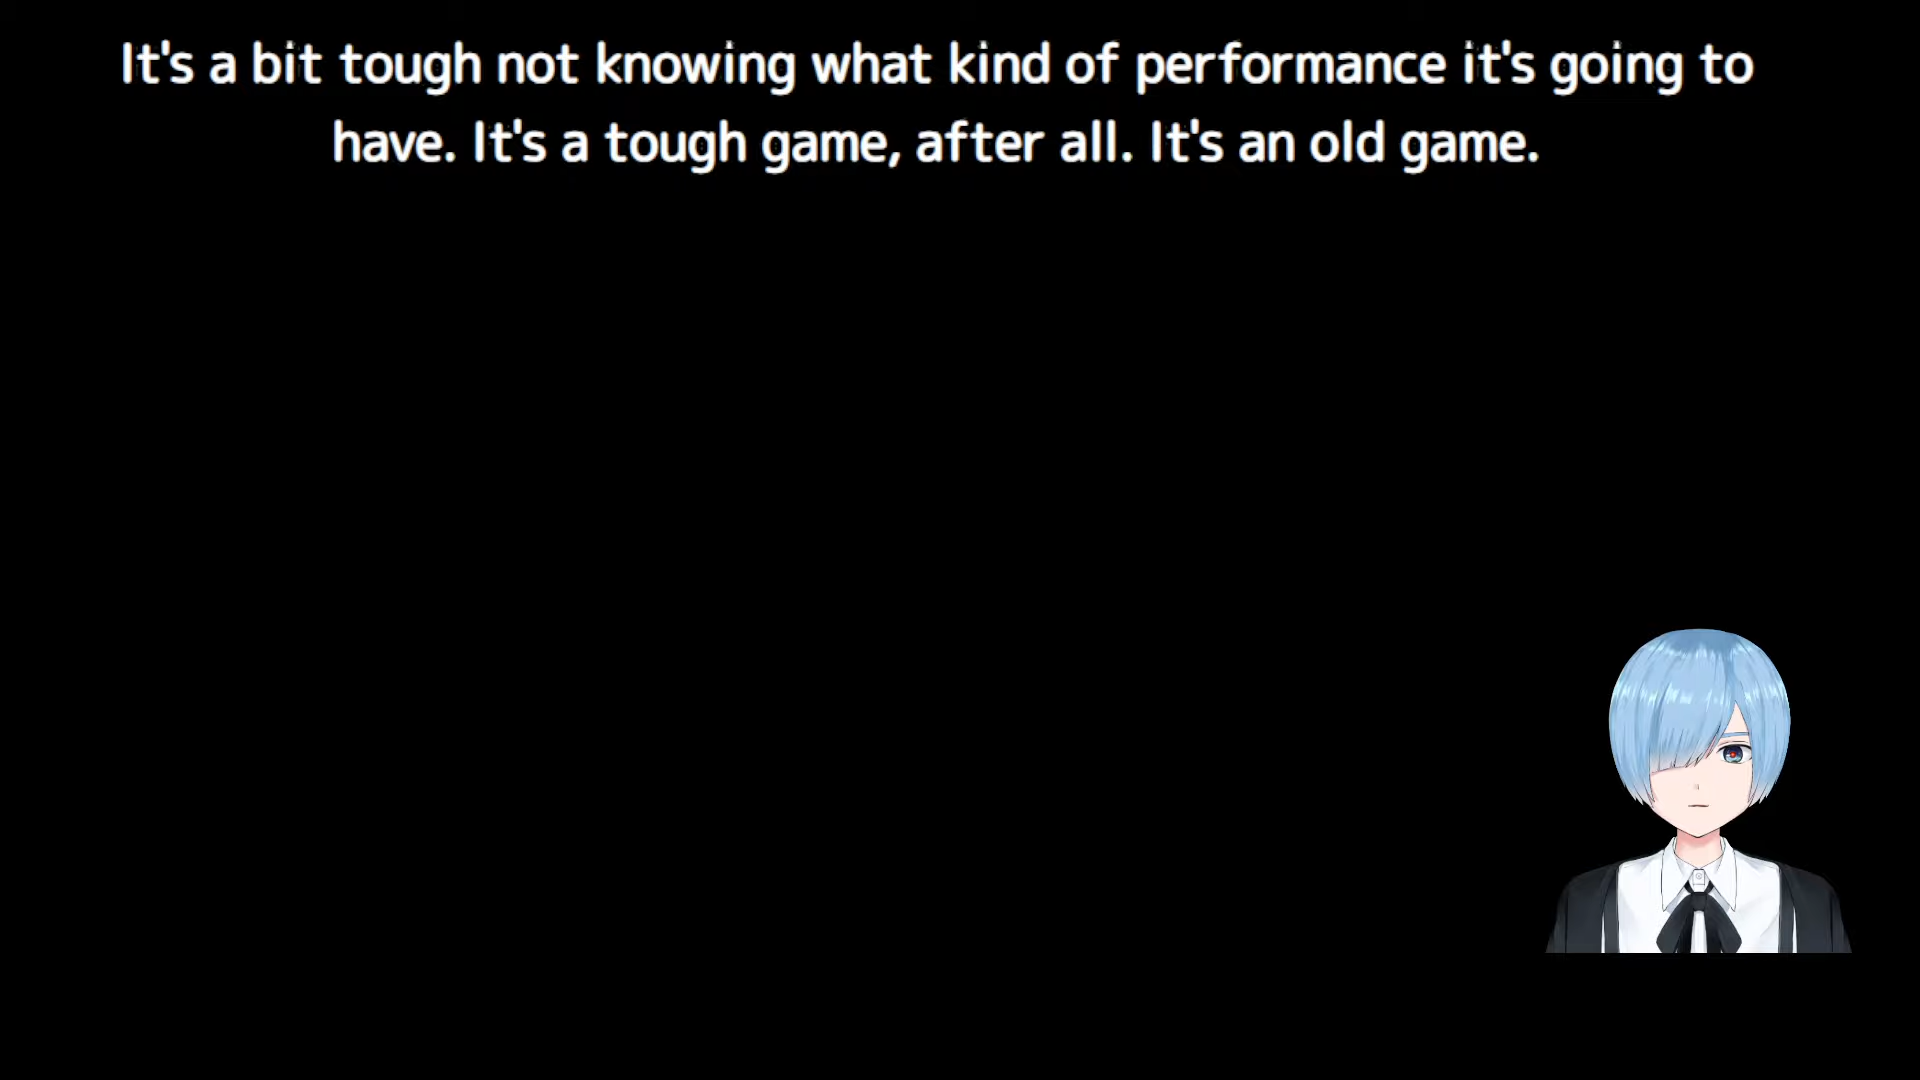 It's a bit tough not knowing what kind of performance it's going to
have. It's a tough game, after all. It's an old game.